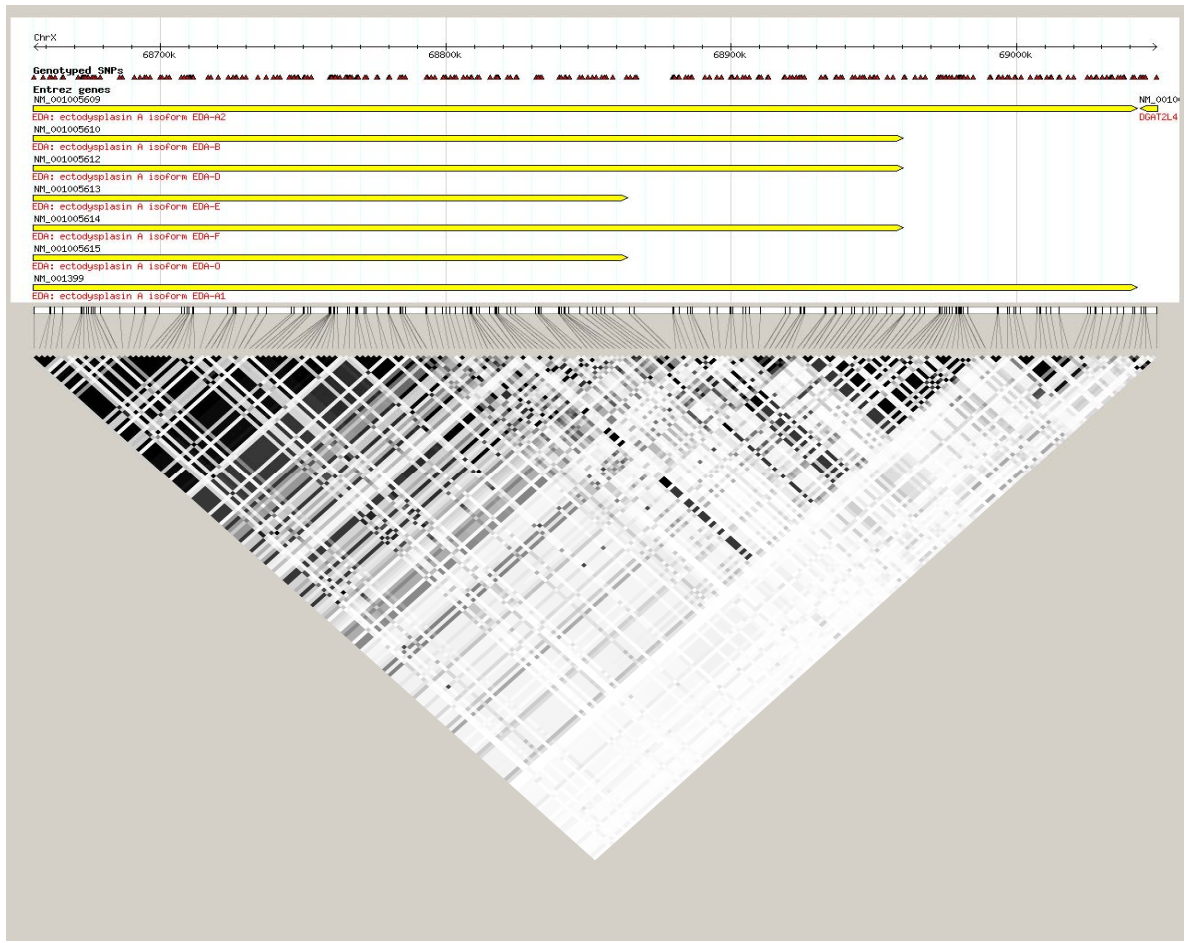 ChrX
68700k 68800k 68900k 69000k
Genotyped SNPs
Entrez genes
NM_001005609 NM_0010
EDA: ectodysplasin A isoform EDA-A2 DGAT2L4
NM_001005610
EDA: ectodysplasin A isoform EDA-B
NM_001005612
EDA: ectodysplasin A isoform EDA-D
NM_001005613
EDA: ectodysplasin A isoform EDA-E
NM_001005614
EDA: ectodysplasin A isoform EDA-F
NM_001005615
EDA: ectodysplasin A isoform EDA-O
NM_001399
EDA: ectodysplasin A isoform EDA-A1